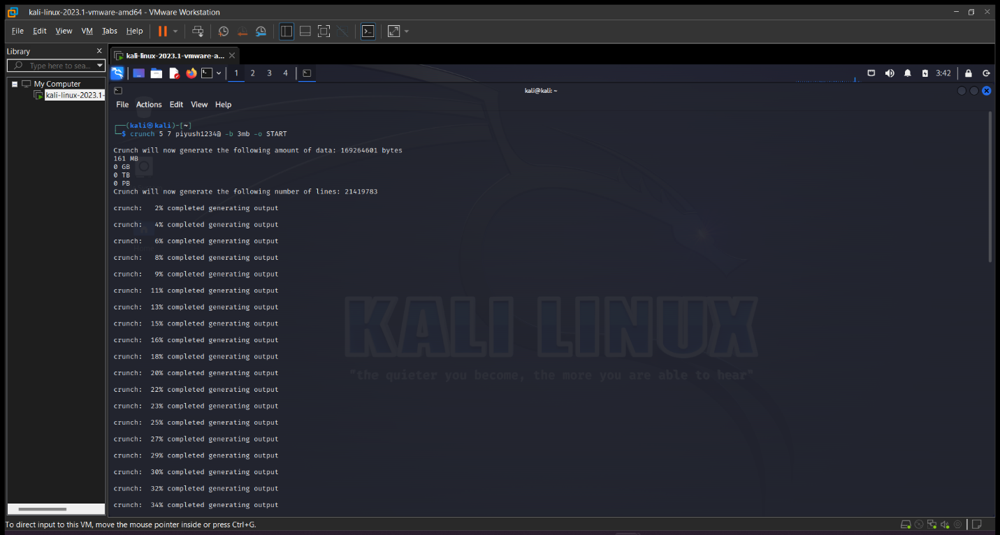 kali-linux-2023.1-vmware-amd64 - VMware Workstation
File Edit View VM Tabs Help
Library
Type here to sea...
My Computer
kali-linux-2023.1-
kali-linux-2023.1-vmware-a...
1 2 3 4
3:42
kali@kali: ~
File Actions Edit View Help
┌──(kali㉿kali)-[~]
└─$ crunch 5 7 piyush1234@ -b 3mb -o START
Crunch will now generate the following amount of data: 169264601 bytes
161 MB
0 GB
0 TB
0 PB
Crunch will now generate the following number of lines: 21419783
crunch:   2% completed generating output
crunch:   4% completed generating output
crunch:   6% completed generating output
crunch:   8% completed generating output
crunch:   9% completed generating output
crunch:  11% completed generating output
crunch:  13% completed generating output
crunch:  15% completed generating output
crunch:  16% completed generating output
crunch:  18% completed generating output
crunch:  20% completed generating output
crunch:  22% completed generating output
crunch:  23% completed generating output
crunch:  25% completed generating output
crunch:  27% completed generating output
crunch:  29% completed generating output
crunch:  30% completed generating output
crunch:  32% completed generating output
crunch:  34% completed generating output
KALI LINUX
"the quieter you become, the more you are able to hear"
To direct input to this VM, move the mouse pointer inside or press Ctrl+G.